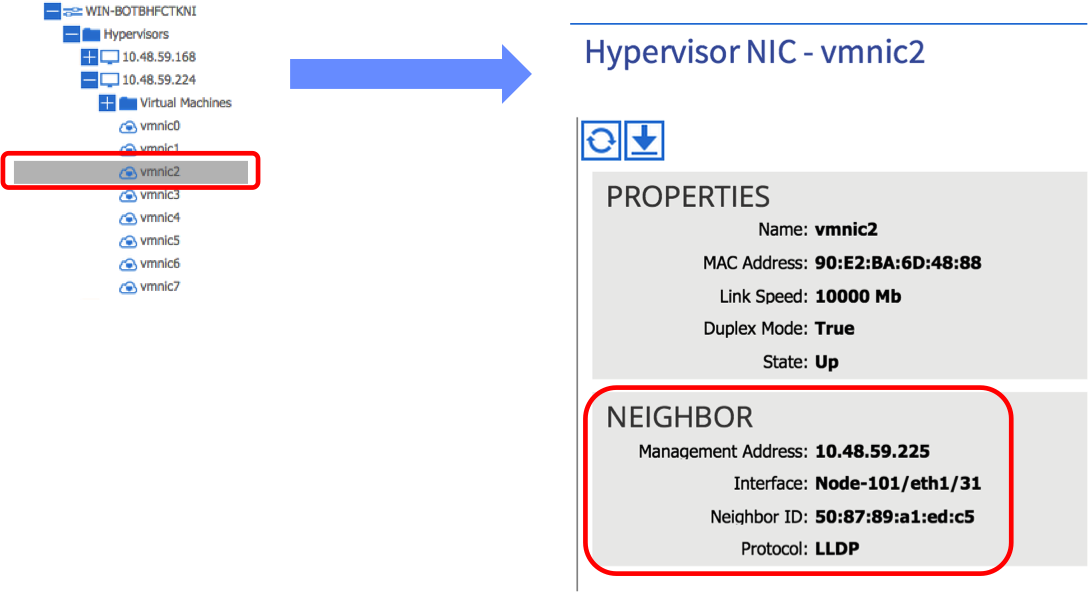 WIN-BOTBHFCTKNI
Hypervisors
10.48.59.168
10.48.59.224
Virtual Machines
vmnic0
vmnic1
vmnic2
vmnic3
vmnic4
vmnic5
vmnic6
vmnic7
Hypervisor NIC - vmnic2
PROPERTIES
Name: vmnic2
MAC Address: 90:E2:BA:6D:48:88
Link Speed: 10000 Mb
Duplex Mode: True
State: Up
NEIGHBOR
Management Address: 10.48.59.225
Interface: Node-101/eth1/31
Neighbor ID: 50:87:89:a1:ed:c5
Protocol: LLDP